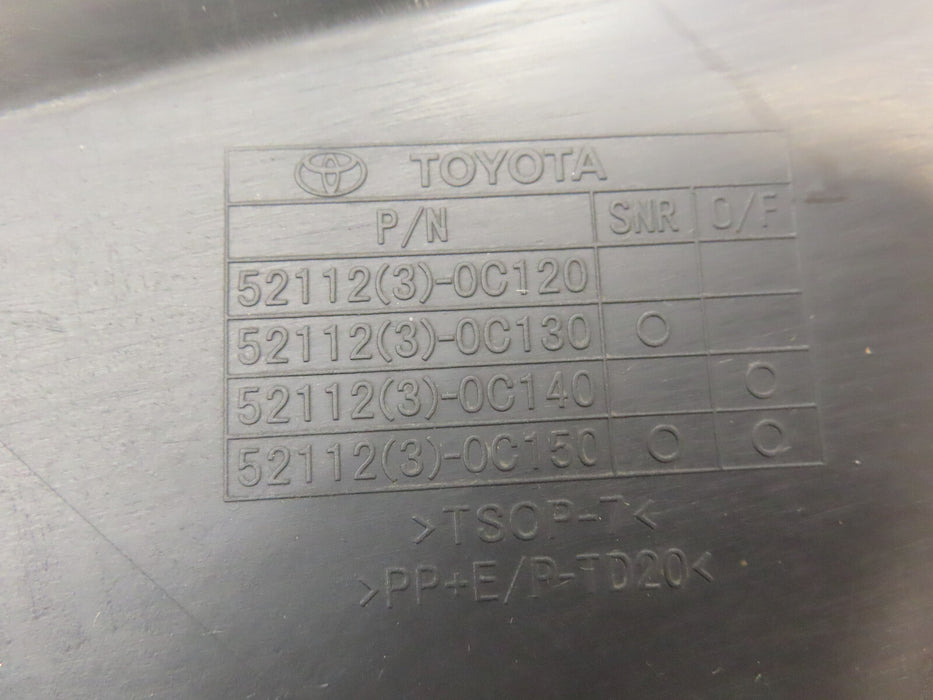 TOYOTA
P/N SNR O/F
52112(3)-0C120
52112(3)-0C130 O
52112(3)-0C140 O
52112(3)-0C150 O O
>TSOP-7<
>PP+E/P-TD20<